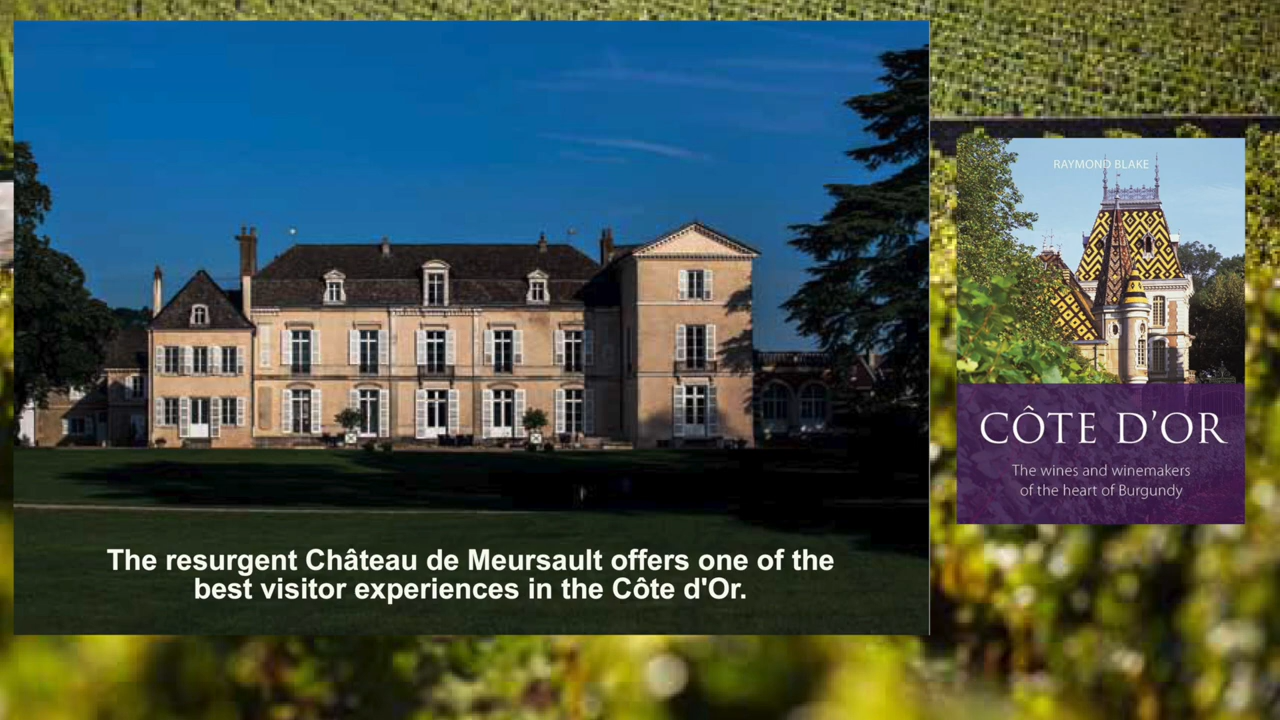 The resurgent Château de Meursault offers one of the
best visitor experiences in the Côte d'Or.
RAYMOND BLAKE
CÔTE D'OR
The wines and winemakers
of the heart of Burgundy